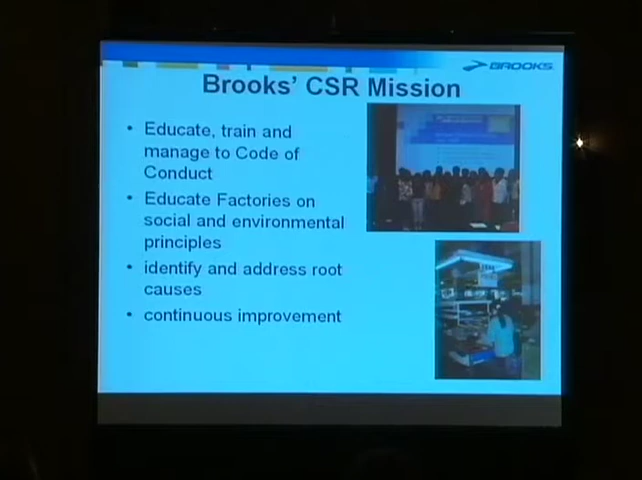 BROOKS
Brooks' CSR Mission
• Educate, train and
manage to Code of
Conduct
• Educate Factories on
social and environmental
principles
• identify and address root
causes
• continuous improvement